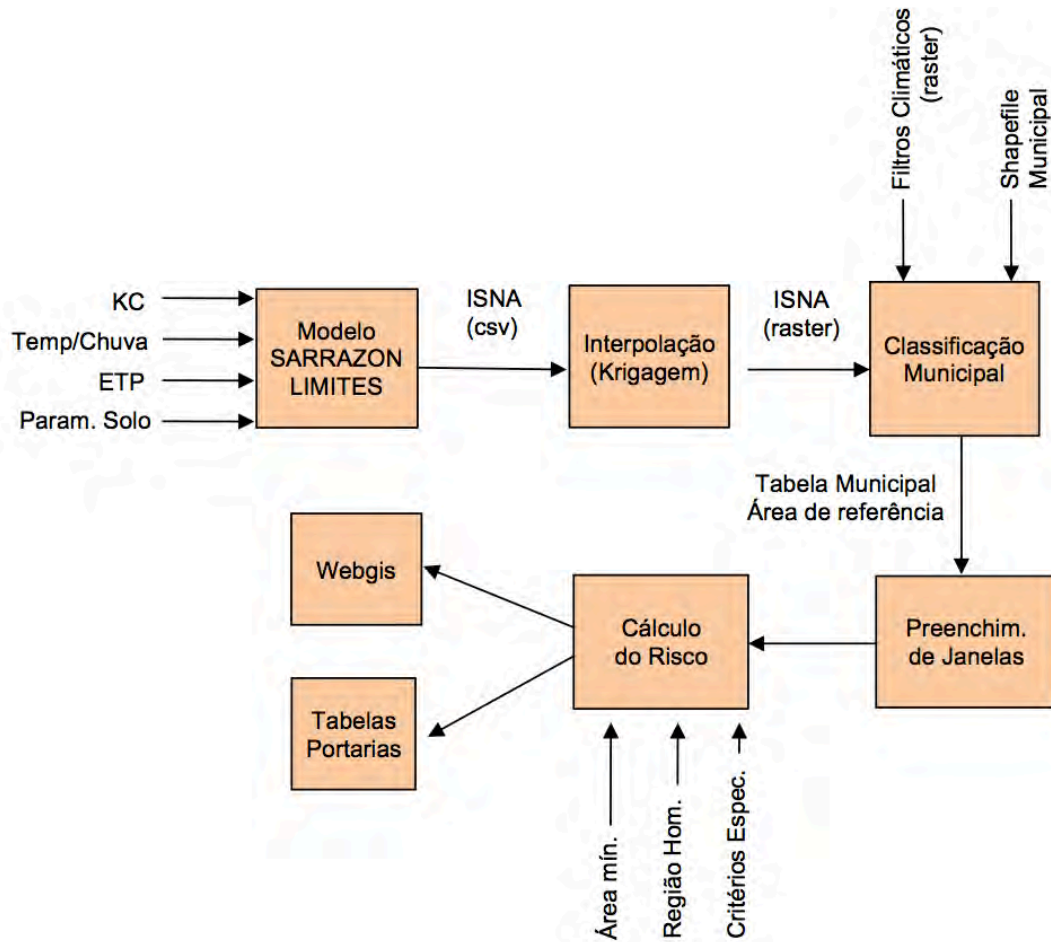 Filtros Climáticos
(raster)
Shapefile
Municipal
KC
Temp/Chuva
ETP
Param. Solo
Modelo
SARRAZON
LIMITES
ISNA
(csv)
Interpolação
(Krigagem)
ISNA
(raster)
Classificação
Municipal
Tabela Municipal
Área de referência
Preenchim.
de Janelas
Cálculo
do Risco
Webgis
Tabelas
Portarias
Área mín.
Região Hom.
Critérios Espec.